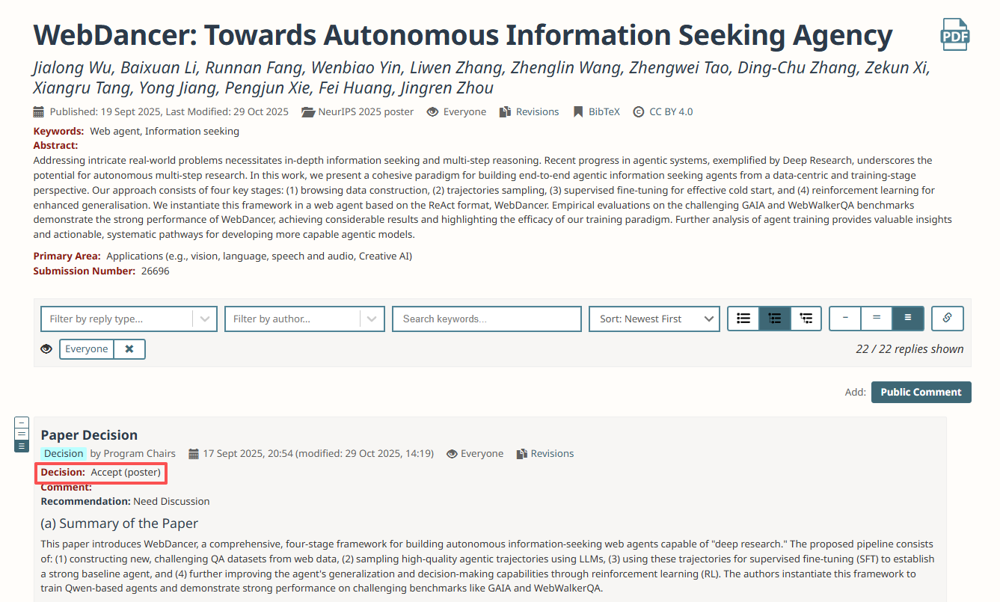 WebDancer: Towards Autonomous Information Seeking Agency
PDF
Jialong Wu, Baixuan Li, Runnan Fang, Wenbiao Yin, Liwen Zhang, Zhenglin Wang, Zhengwei Tao, Ding-Chu Zhang, Zekun Xi,
Xiangru Tang, Yong Jiang, Pengjun Xie, Fei Huang, Jingren Zhou
Published: 19 Sept 2025, Last Modified: 29 Oct 2025 NeurIPS 2025 poster Everyone Revisions BibTeX CC BY 4.0
Keywords: Web agent, Information seeking
Abstract:
Addressing intricate real-world problems necessitates in-depth information seeking and multi-step reasoning. Recent progress in agentic systems, exemplified by Deep Research, underscores the
potential for autonomous multi-step research. In this work, we present a cohesive paradigm for building end-to-end agentic information seeking agents from a data-centric and training-stage
perspective. Our approach consists of four key stages: (1) browsing data construction, (2) trajectories sampling, (3) supervised fine-tuning for effective cold start, and (4) reinforcement learning for
enhanced generalisation. We instantiate this framework in a web agent based on the ReAct format, WebDancer. Empirical evaluations on the challenging GAIA and WebWalkerQA benchmarks
demonstrate the strong performance of WebDancer, achieving considerable results and highlighting the efficacy of our training paradigm. Further analysis of agent training provides valuable insights
and actionable, systematic pathways for developing more capable agentic models.
Primary Area: Applications (e.g., vision, language, speech and audio, Creative AI)
Submission Number: 26696
Filter by reply type... Filter by author... Search keywords... Sort: Newest First
Everyone ✖ 22 / 22 replies shown
Add: Public Comment
Paper Decision
Decision by Program Chairs 17 Sept 2025, 20:54 (modified: 29 Oct 2025, 14:19) Everyone Revisions
Decision: Accept (poster)
Comment:
Recommendation: Need Discussion
(a) Summary of the Paper
This paper introduces WebDancer, a comprehensive, four-stage framework for building autonomous information-seeking web agents capable of "deep research." The proposed pipeline consists
of: (1) constructing new, challenging QA datasets from web data, (2) sampling high-quality agentic trajectories using LLMs, (3) using these trajectories for supervised fine-tuning (SFT) to establish
a strong baseline agent, and (4) further improving the agent's generalization and decision-making capabilities through reinforcement learning (RL). The authors instantiate this framework to
train Qwen-based agents and demonstrate strong performance on challenging benchmarks like GAIA and WebWalkerQA.